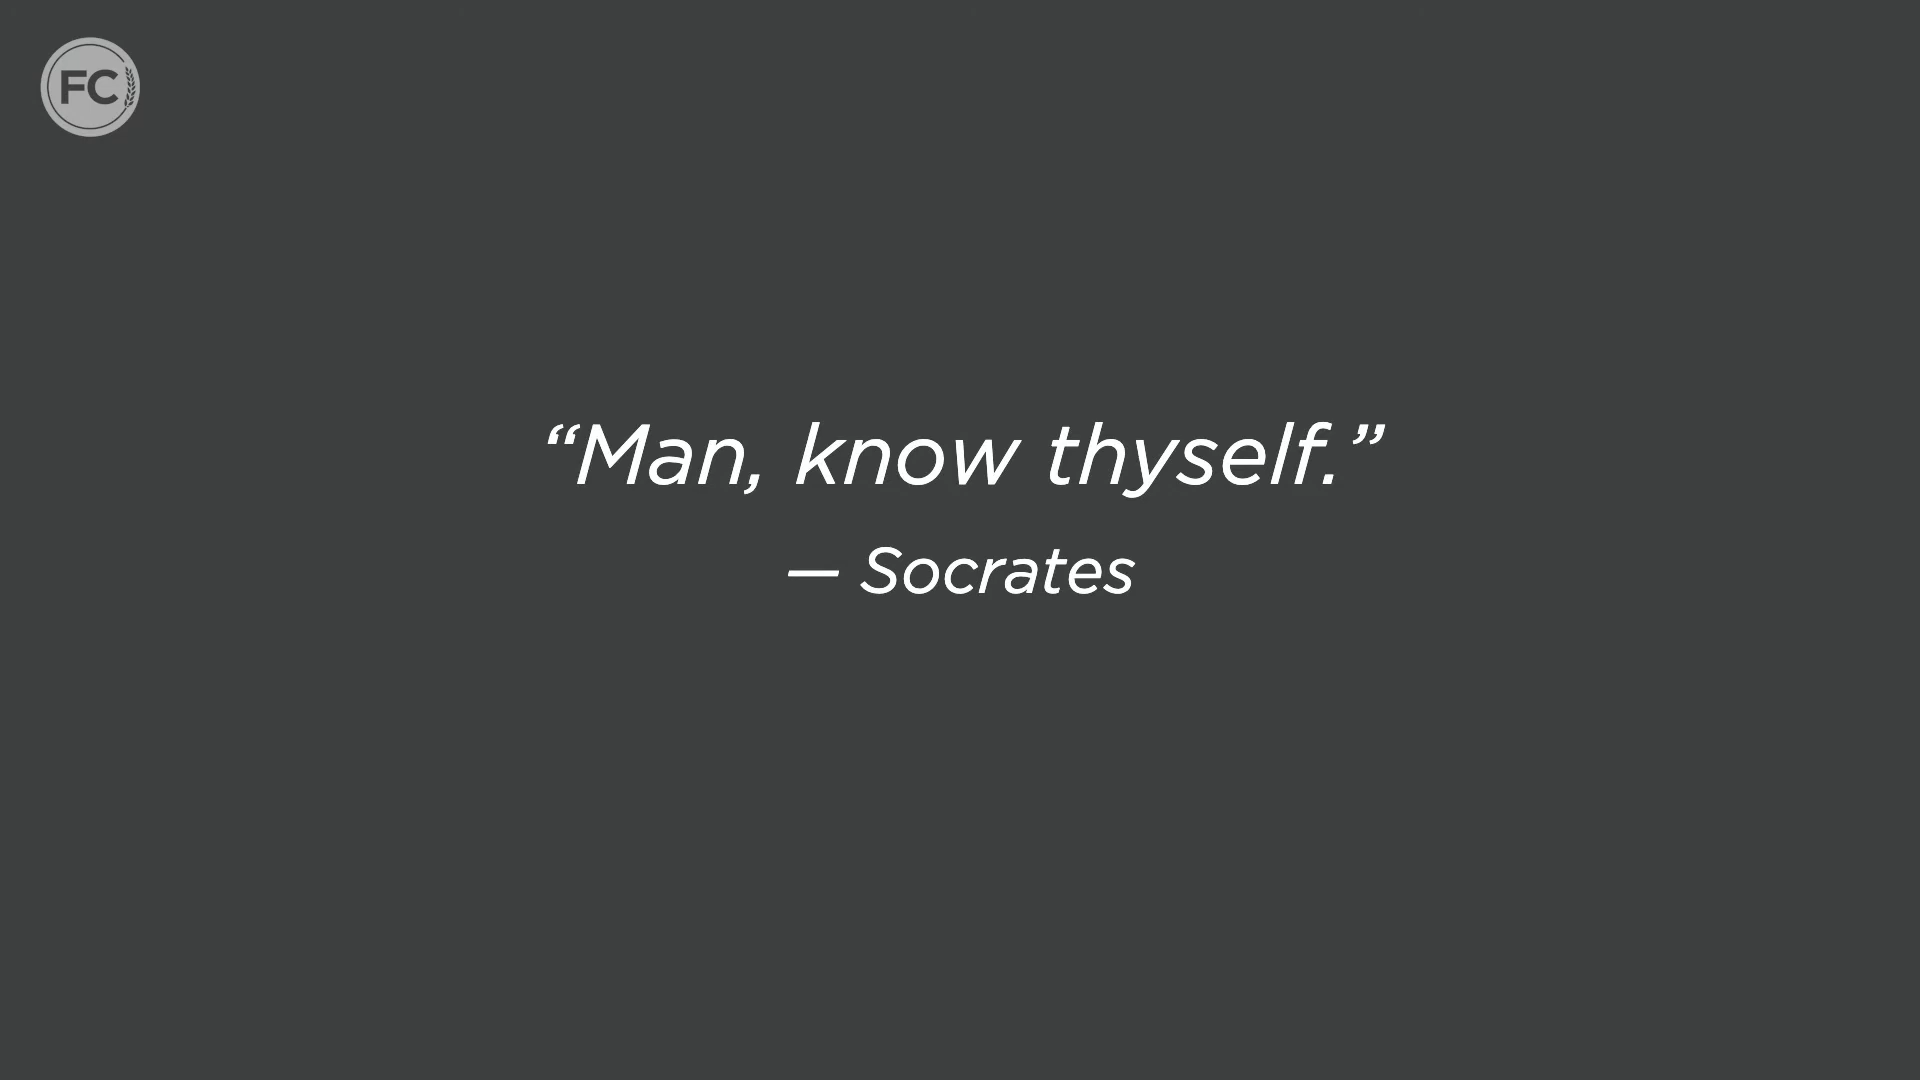 FC
“Man, know thyself.”
— Socrates